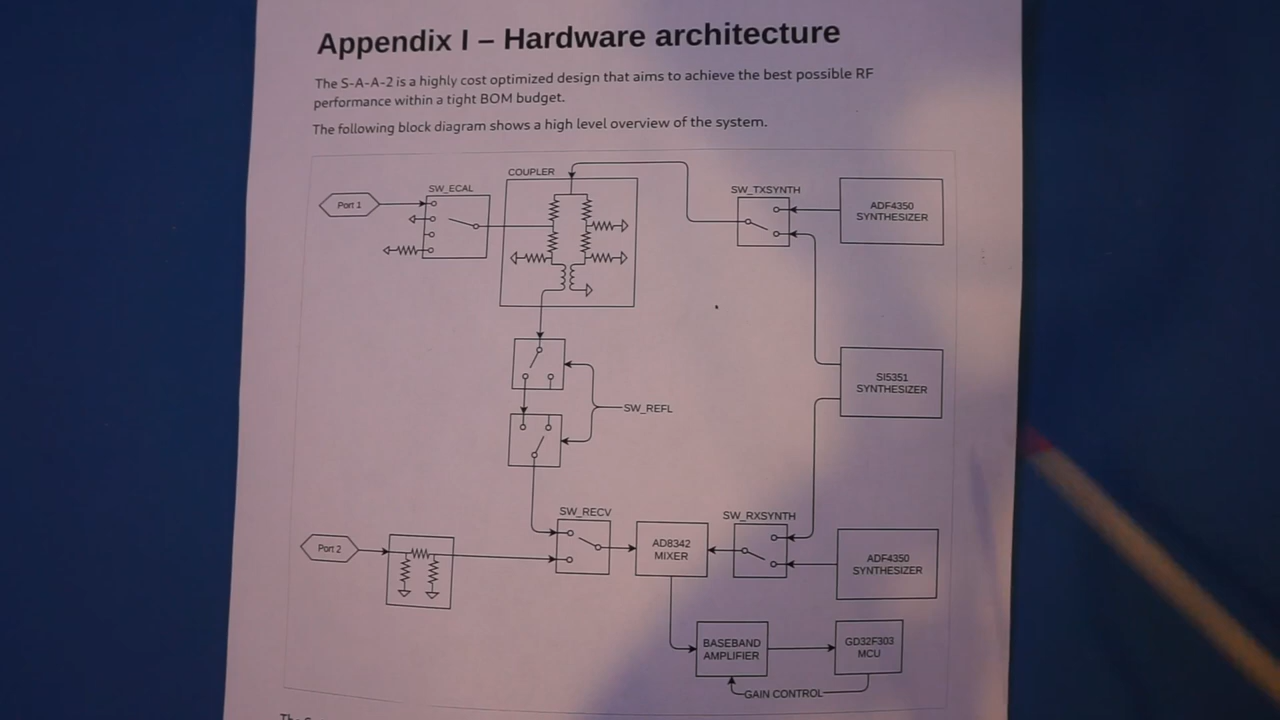 Appendix I – Hardware architecture
The S-A-A-2 is a highly cost optimized design that aims to achieve the best possible RF
performance within a tight BOM budget.
The following block diagram shows a high level overview of the system.
COUPLER
SW_ECAL
SW_TXSYNTH
Port 1
ADF4350
SYNTHESIZER
SI5351
SYNTHESIZER
SW_REFL
SW_RECV
SW_RXSYNTH
Port 2
AD8342
MIXER
ADF4350
SYNTHESIZER
BASEBAND
AMPLIFIER
GD32F303
MCU
GAIN CONTROL
The